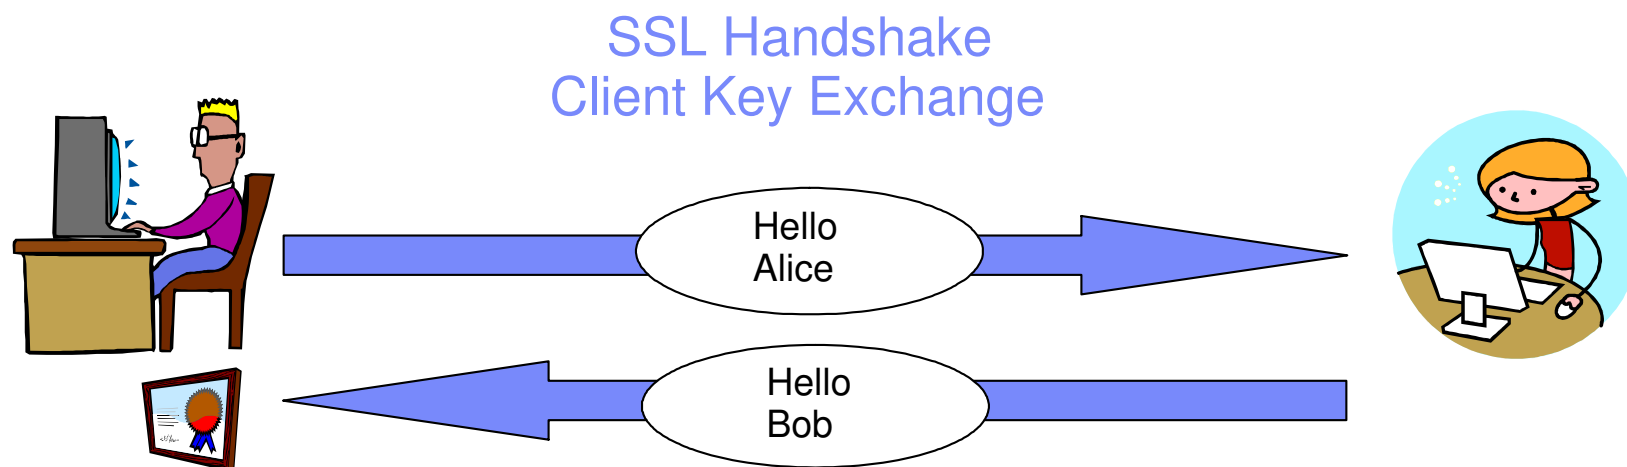 SSL Handshake
Client Key Exchange
Hello
Alice
Hello
Bob